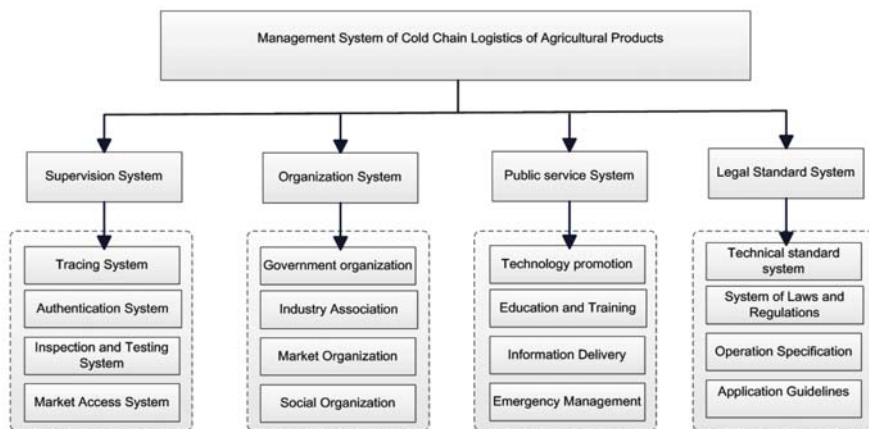 Management System of Cold Chain Logistics of Agricultural Products
Supervision System
Organization System
Public service System
Legal Standard System
Tracing System
Authentication System
Inspection and Testing
System
Market Access System
Government organization
Industry Association
Market Organization
Social Organization
Technology promotion
Education and Training
Information Delivery
Emergency Management
Technical standard
system
System of Laws and
Regulations
Operation Specification
Application Guidelines